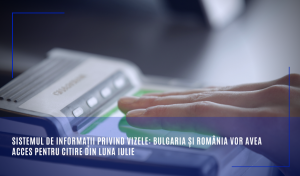 SISTEMUL DE INFORMAȚII PRIVIND VIZELE: BULGARIA ȘI ROMÂNIA VOR AVEA
ACCES PENTRU CITIRE DIN LUNA IULIE